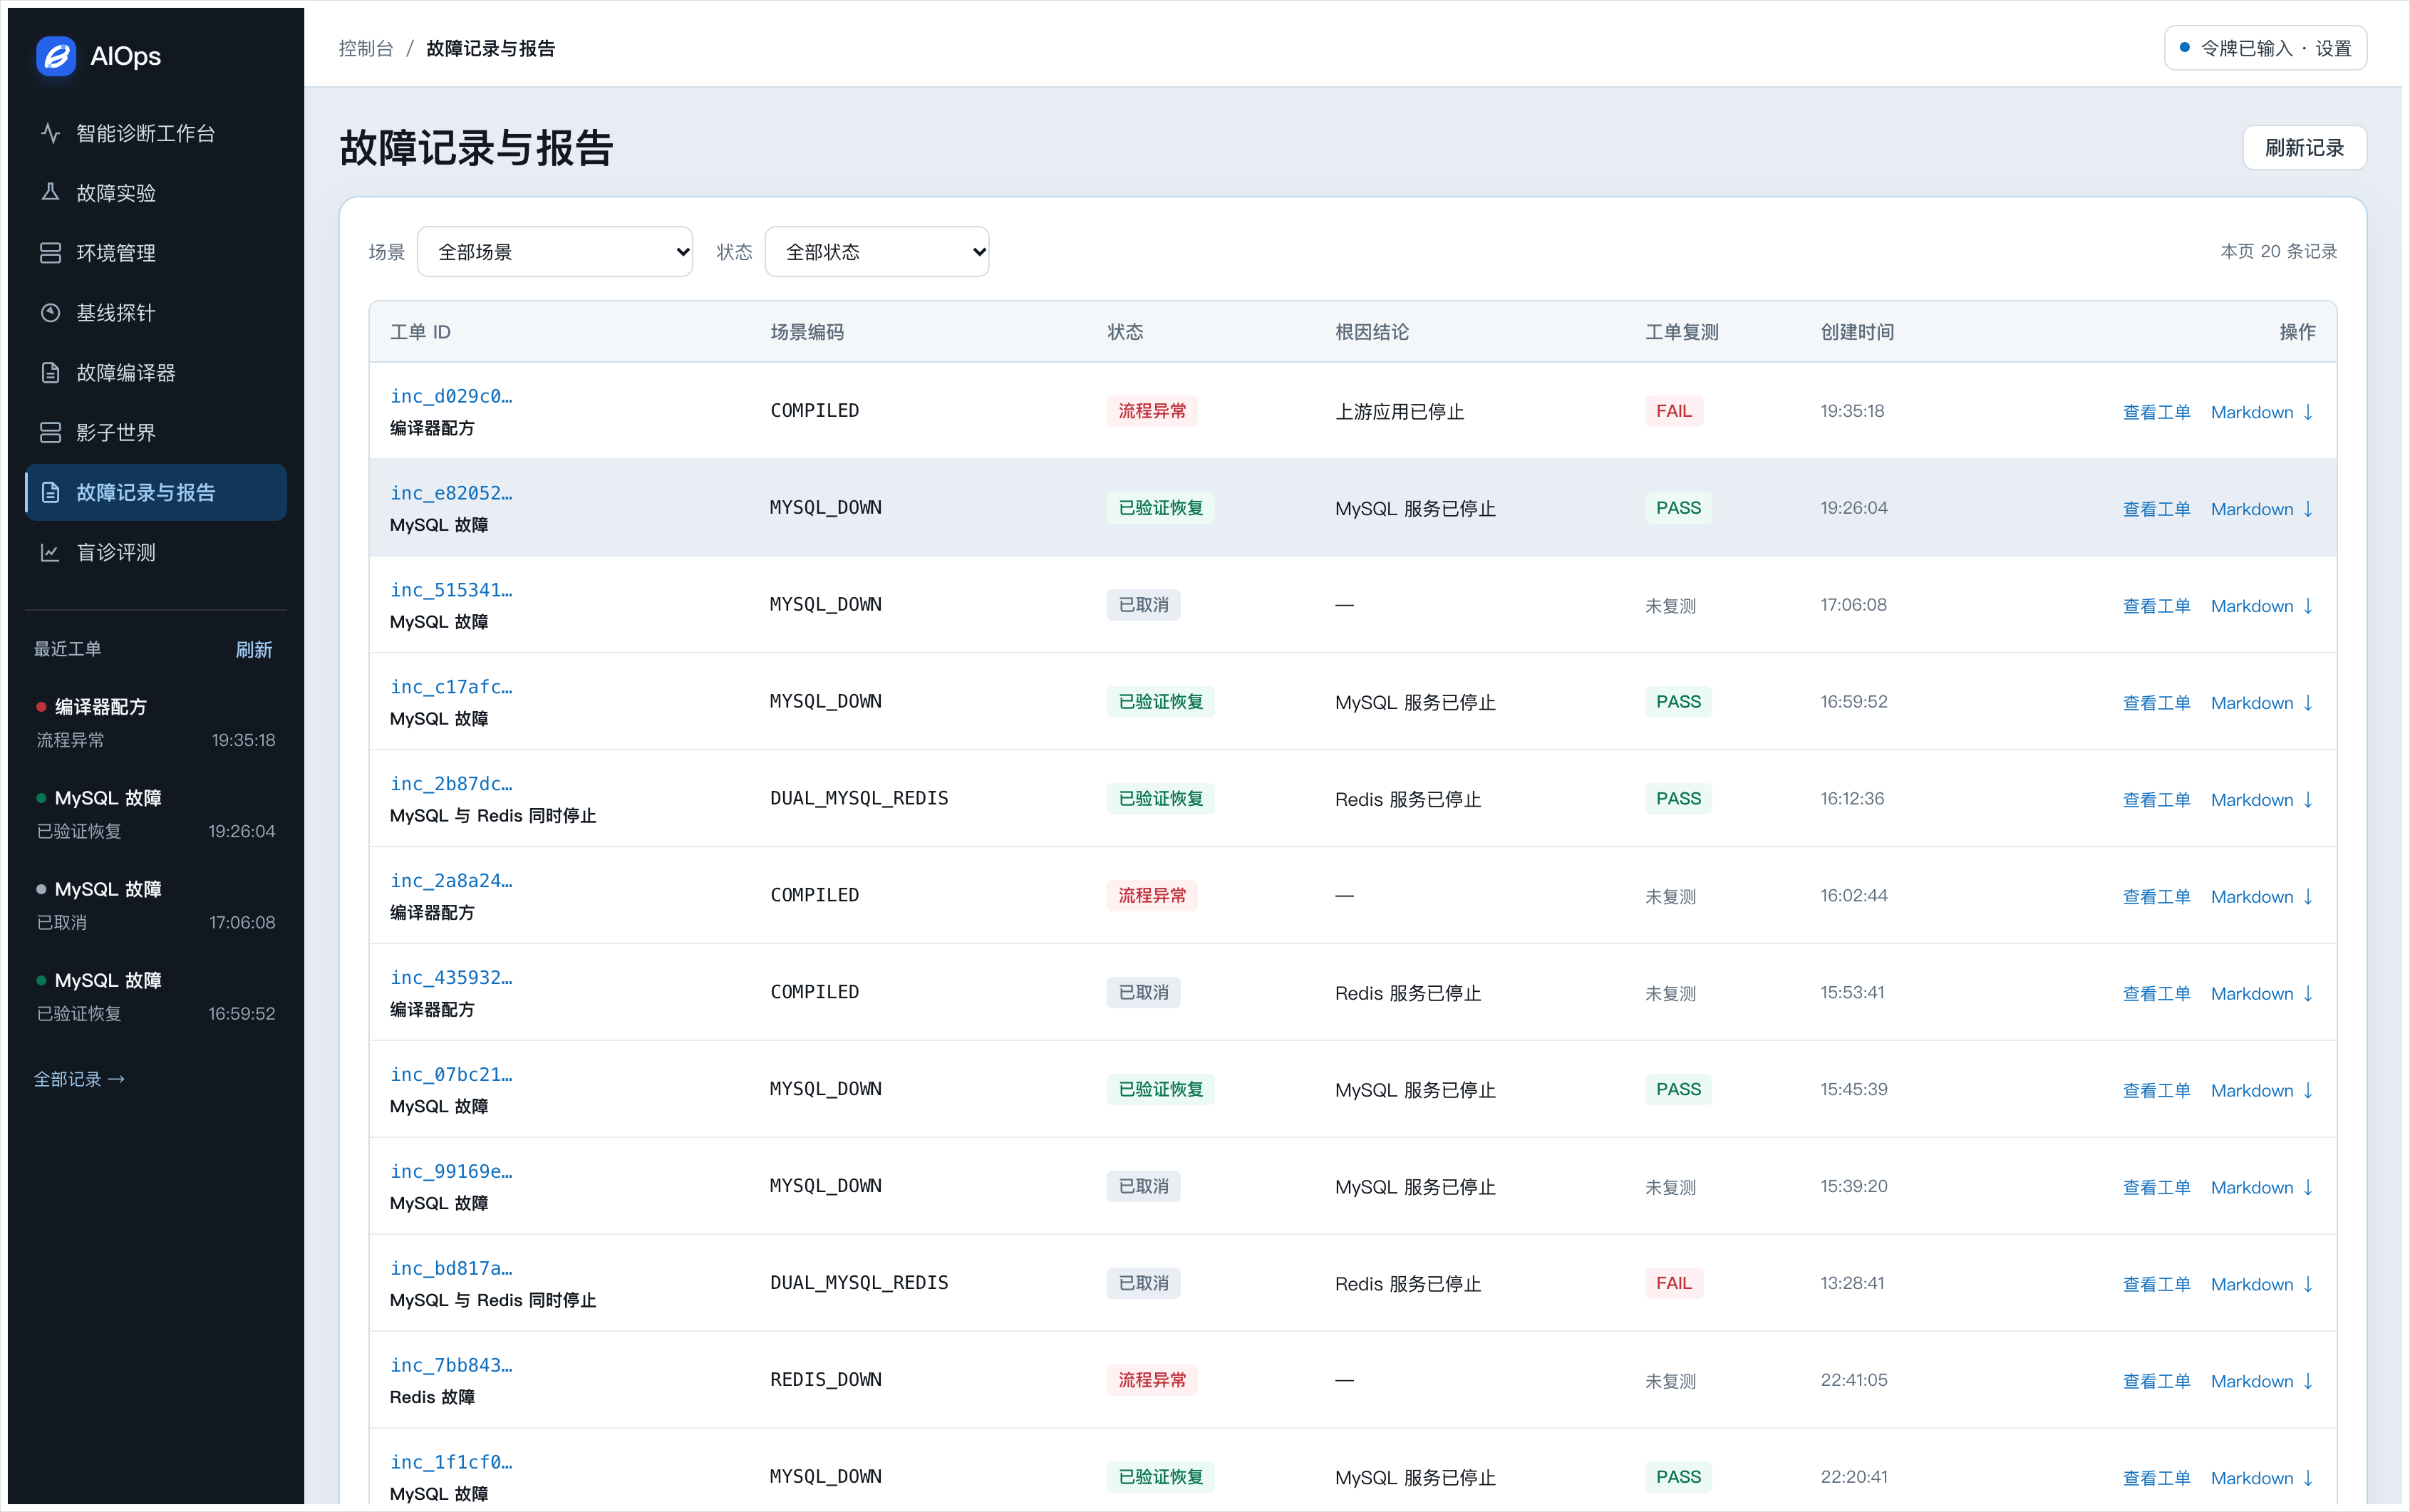 AIOps
智能诊断工作台
故障实验
环境管理
基线探针
故障编译器
影子世界
故障记录与报告
盲诊评测
最近工单 刷新
编译器配方
流程异常 19:35:18
MySQL 故障
已验证恢复 19:26:04
MySQL 故障
已取消 17:06:08
MySQL 故障
已验证恢复 16:59:52
全部记录 →
控制台 / 故障记录与报告
令牌已输入 · 设置
故障记录与报告
刷新记录
场景 全部场景 状态 全部状态 本页 20 条记录
工单 ID 场景编码 状态 根因结论 工单复测 创建时间 操作
inc_d029c0…
编译器配方
COMPILED 流程异常 上游应用已停止 FAIL 19:35:18 查看工单 Markdown ↓
inc_e82052…
MySQL 故障
MYSQL_DOWN 已验证恢复 MySQL 服务已停止 PASS 19:26:04 查看工单 Markdown ↓
inc_515341…
MySQL 故障
MYSQL_DOWN 已取消 — 未复测 17:06:08 查看工单 Markdown ↓
inc_c17afc…
MySQL 故障
MYSQL_DOWN 已验证恢复 MySQL 服务已停止 PASS 16:59:52 查看工单 Markdown ↓
inc_2b87dc…
MySQL 与 Redis 同时停止
DUAL_MYSQL_REDIS 已验证恢复 Redis 服务已停止 PASS 16:12:36 查看工单 Markdown ↓
inc_2a8a24…
编译器配方
COMPILED 流程异常 — 未复测 16:02:44 查看工单 Markdown ↓
inc_435932…
编译器配方
COMPILED 已取消 Redis 服务已停止 未复测 15:53:41 查看工单 Markdown ↓
inc_07bc21…
MySQL 故障
MYSQL_DOWN 已验证恢复 MySQL 服务已停止 PASS 15:45:39 查看工单 Markdown ↓
inc_99169e…
MySQL 故障
MYSQL_DOWN 已取消 MySQL 服务已停止 未复测 15:39:20 查看工单 Markdown ↓
inc_bd817a…
MySQL 与 Redis 同时停止
DUAL_MYSQL_REDIS 已取消 Redis 服务已停止 FAIL 13:28:41 查看工单 Markdown ↓
inc_7bb843…
Redis 故障
REDIS_DOWN 流程异常 — 未复测 22:41:05 查看工单 Markdown ↓
inc_1f1cf0…
MySQL 故障
MYSQL_DOWN 已验证恢复 MySQL 服务已停止 PASS 22:20:41 查看工单 Markdown ↓